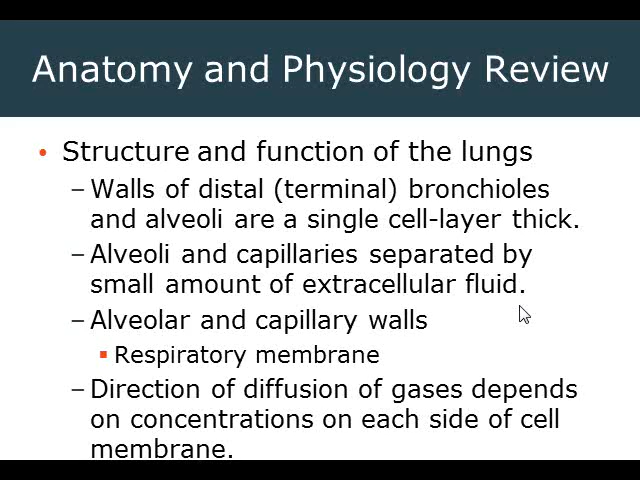 Anatomy and Physiology Review
• Structure and function of the lungs
– Walls of distal (terminal) bronchioles
and alveoli are a single cell-layer thick.
– Alveoli and capillaries separated by
small amount of extracellular fluid.
– Alveolar and capillary walls
▪ Respiratory membrane
– Direction of diffusion of gases depends
on concentrations on each side of cell
membrane.